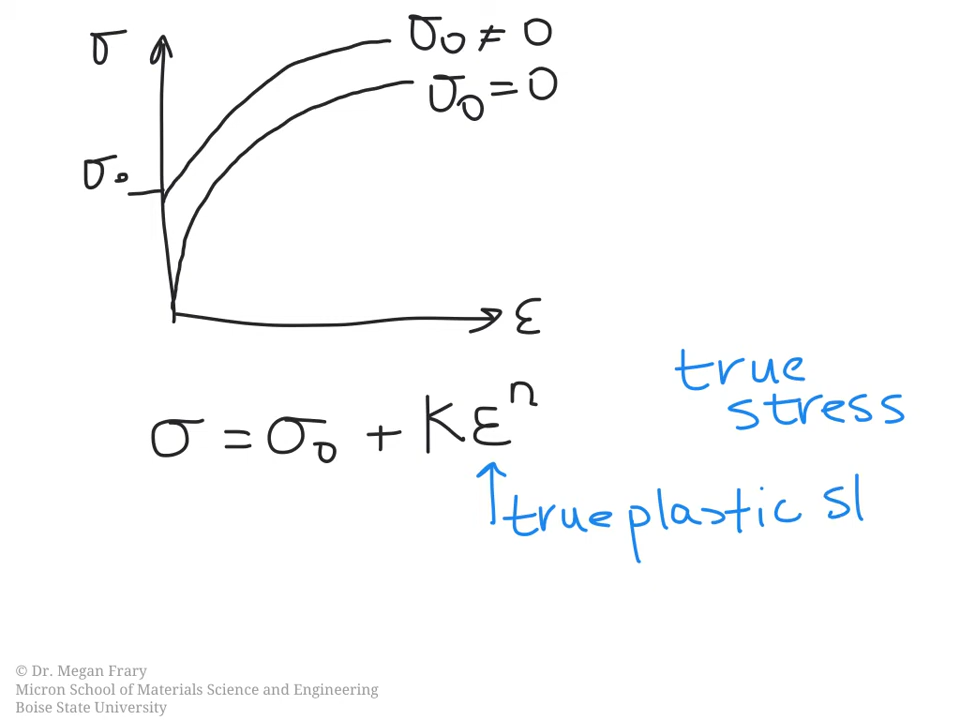 σ
σ₀ ≠ 0
σ₀ = 0
σ₀
ε
σ = σ₀ + Kεⁿ
true
stress
↑ true plastic sl
© Dr. Megan Frary
Micron School of Materials Science and Engineering
Boise State University